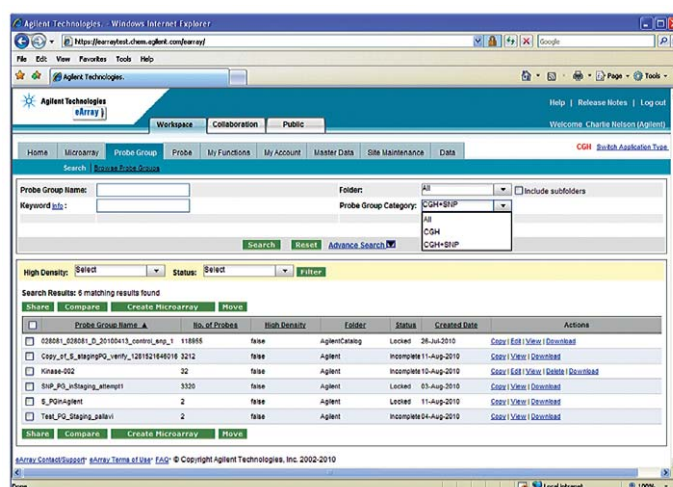 Agilent Technologies. - Windows Internet Explorer
https://earraytest.chem.agilent.com/earray/
Google
File Edit View Favorites Tools Help
Agilent Technologies.
Page Tools
Agilent Technologies
eArray
Help | Release Notes | Logout
Workspace Collaboration Public
Welcome Charlie Nelson (Agilent)
Home Microarray Probe Group Probe My Functions My Account Master Data Site Maintenance Data CGH Switch Application Type
Search | Browse Probe Groups
Probe Group Name: Folder: All Include subfolders
Keyword Info : Probe Group Category: CGH+SNP
All
CGH
CGH+SNP
Search Reset Advance Search
High Density: Select Status: Select Filter
Search Results: 6 matching results found
Share Compare Create Microarray Move
Probe Group Name ▲ No. of Probes High Density Folder Status Created Date Actions
028081_028081_D_20100413_control_snp_1 118955 false AgilentCatalog Locked 26-Jul-2010 Copy | Edit | View | Download
Copy_of_S_stagingPG_verify_1281521646016 3212 false Agilent Incomplete 11-Aug-2010 Copy | View | Download
Kinase-002 32 false Agilent Incomplete 10-Aug-2010 Copy | Edit | View | Delete | Download
SNP_PG_inStaging_attempt1 3320 false Agilent Locked 03-Aug-2010 Copy | View | Download
S_PGinAgilent 2 false Agilent Locked 11-Aug-2010 Copy | View | Download
Test_PG_Staging_pallavi 2 false Agilent Incomplete 04-Aug-2010 Copy | View | Download
Share Compare Create Microarray Move
eArray Contact/Support· eArray Terms of Use· FAQ· © Copyright Agilent Technologies, Inc. 2002-2010
Done Local intranet 100%